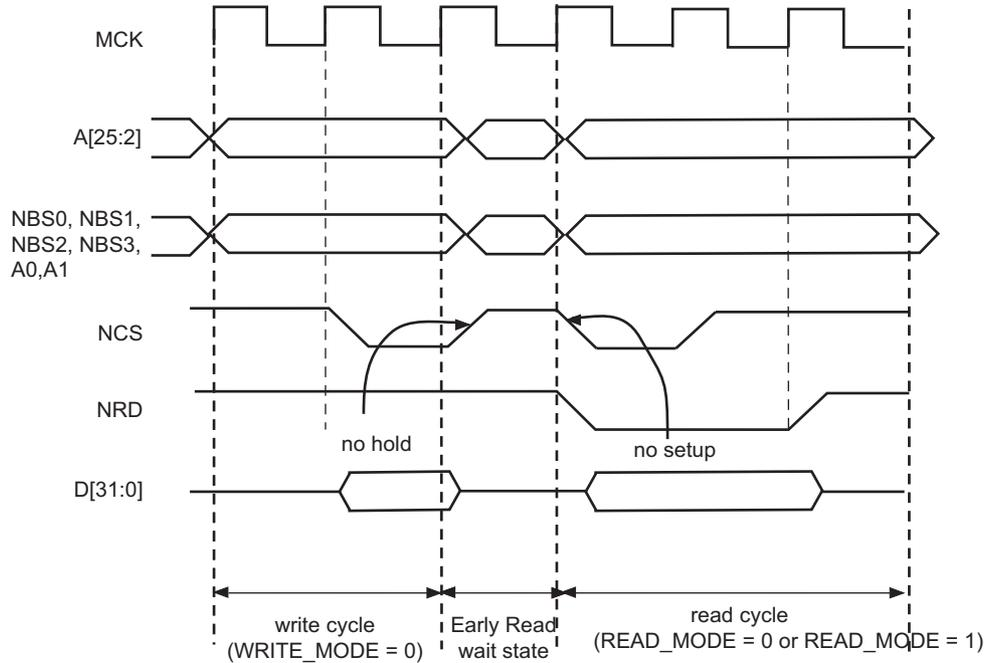 MCK
A[25:2]
NBS0, NBS1,
NBS2, NBS3,
A0,A1
NCS
NRD
no hold
no setup
D[31:0]
write cycle
(WRITE_MODE = 0)
Early Read
wait state
read cycle
(READ_MODE = 0 or READ_MODE = 1)